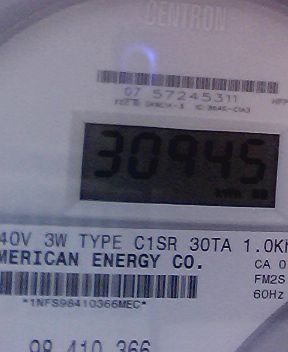 CENTRON
07 57245311
30945
40V 3W TYPE C1SR 30TA 1.0K
MERICAN ENERGY CO. CA 0
FM2S
60Hz
*1NFS98410366MEC*
98 410 366